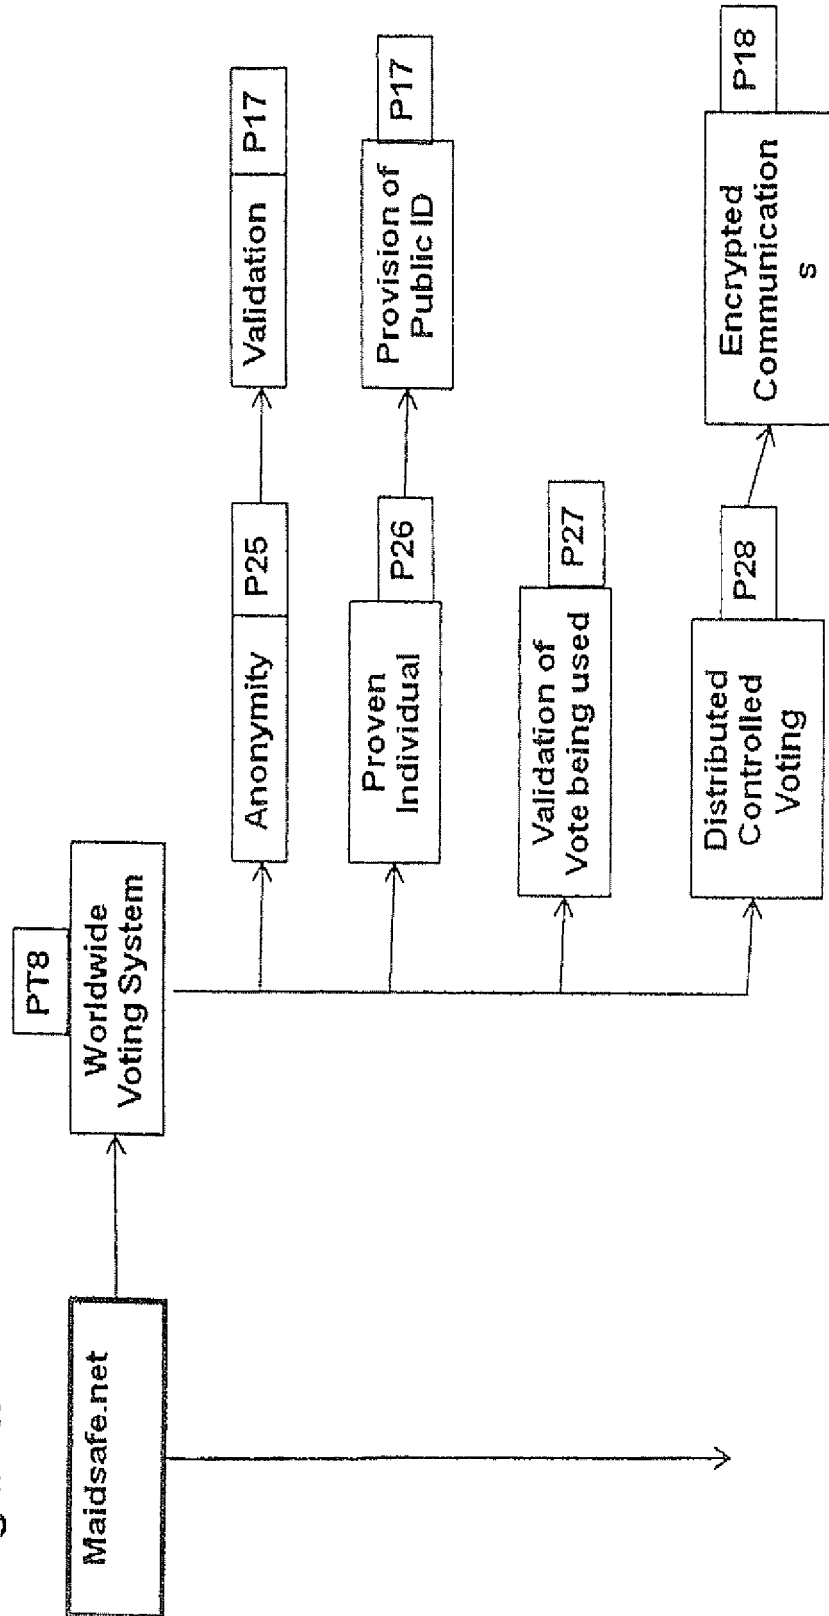 Maidsafe.net
PT8
Worldwide
Voting System
Anonymity
P25
Validation
P17
Proven
Individual
P26
Provision of
Public ID
P17
Validation of
Vote being used
P27
Distributed
Controlled
Voting
P28
Encrypted
Communication
s
P18